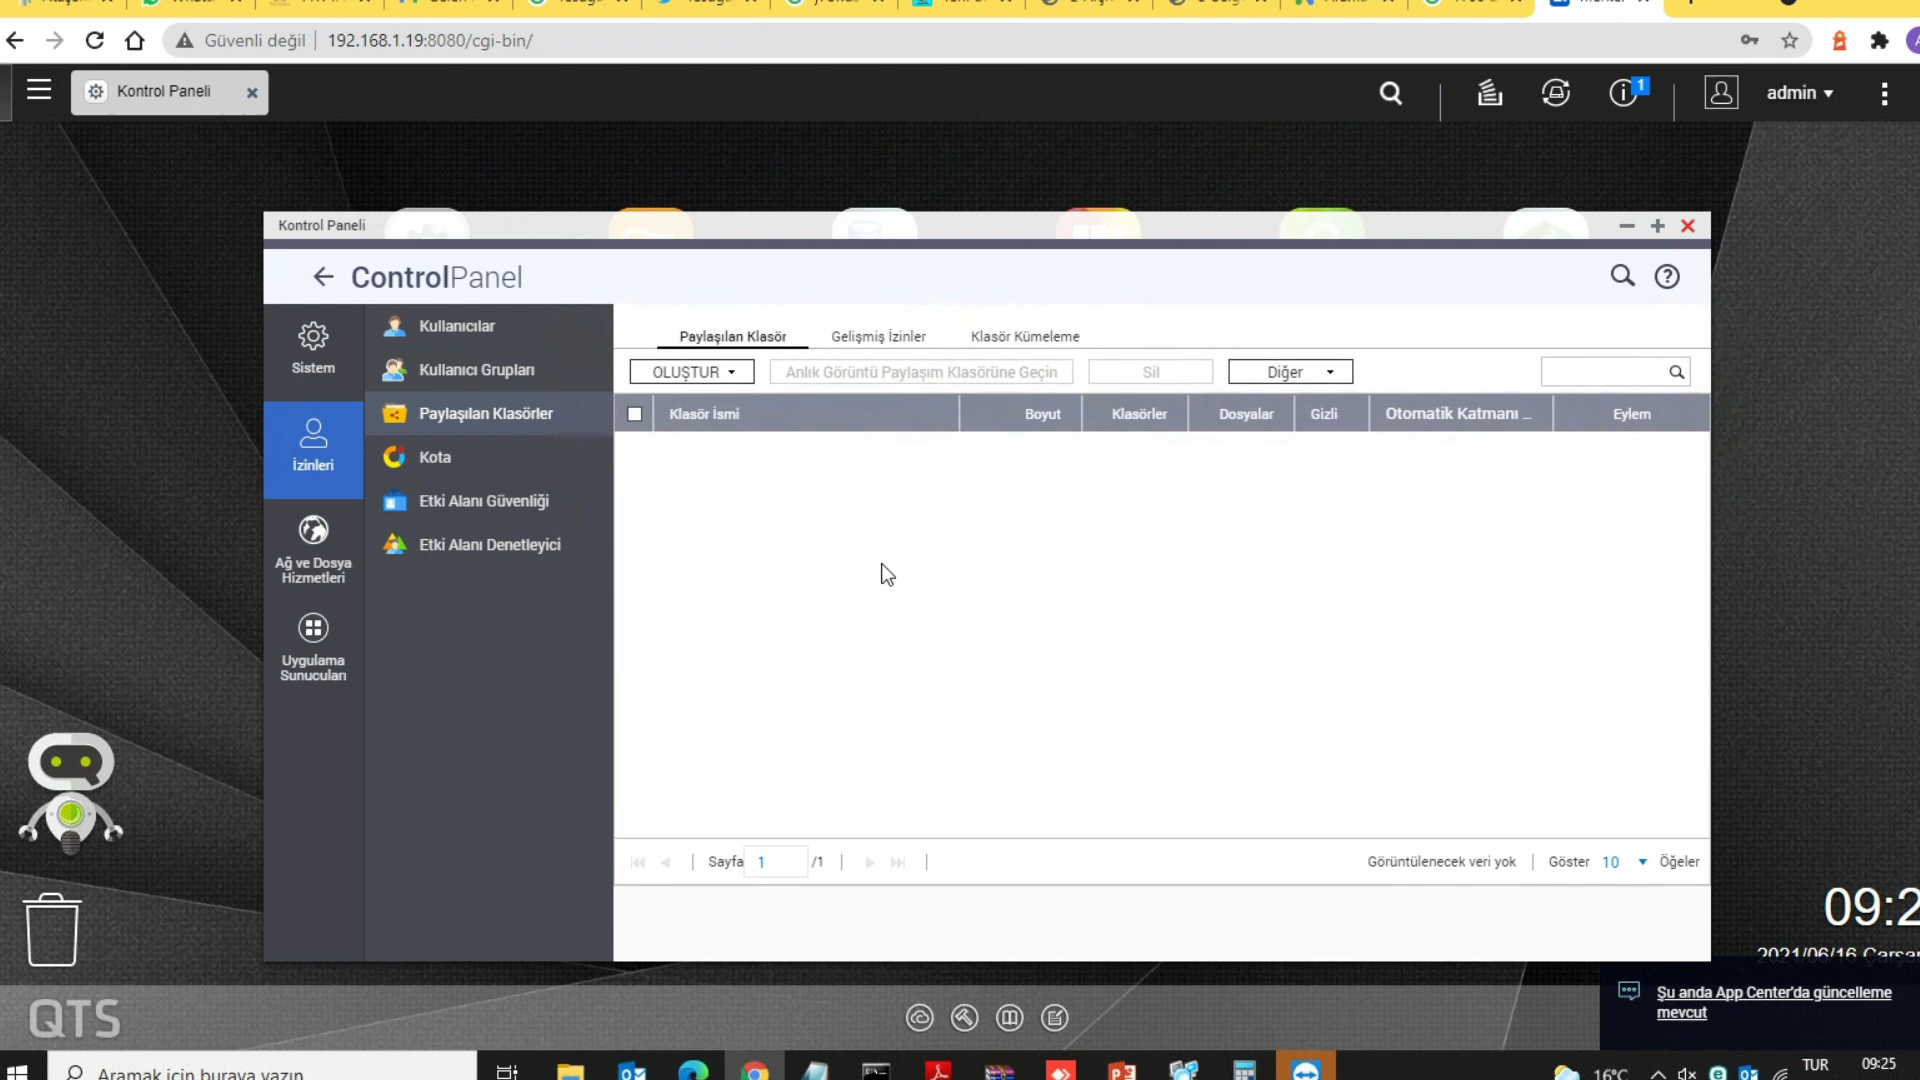 Güvenli değil 192.168.1.19:8080/cgi-bin/
Kontrol Paneli
1
admin
Kontrol Paneli
ControlPanel
Sistem
İzinleri
Ağ ve Dosya
Hizmetleri
Uygulama
Sunucuları
Kullanıcılar
Kullanıcı Grupları
Paylaşılan Klasörler
Kota
Etki Alanı Güvenliği
Etki Alanı Denetleyici
Paylaşılan Klasör Gelişmiş İzinler Klasör Kümeleme
OLUŞTUR Anlık Görüntü Paylaşım Klasörüne Geçin Sil Diğer
Klasör İsmi Boyut Klasörler Dosyalar Gizli Otomatik Katmanı ... Eylem
Sayfa 1 /1 Görüntülenecek veri yok Göster 10 Öğeler
09:2
2021/06/16
Şu anda App Center'da güncelleme
mevcut
QTS
Aramak için buraya yazın
16°C TUR 09:25